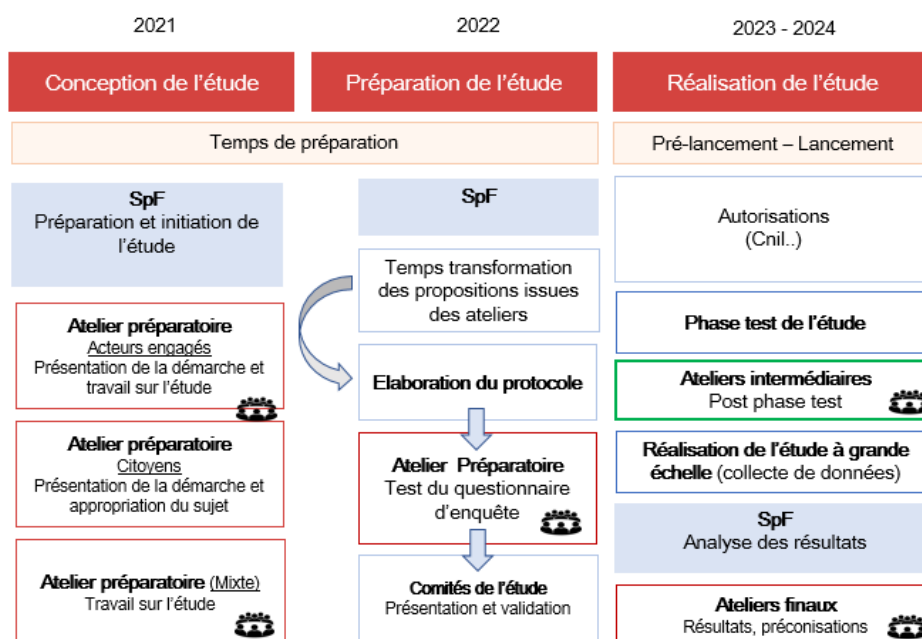 2021
2022
2023 - 2024
Conception de l'étude
Préparation de l'étude
Réalisation de l'étude
Temps de préparation
Pré-lancement – Lancement
SpF
Préparation et initiation de
l'étude
Atelier préparatoire
Acteurs engagés
Présentation de la démarche et
travail sur l'étude
Atelier préparatoire
Citoyens
Présentation de la démarche et
appropriation du sujet
Atelier préparatoire (Mixte)
Travail sur l'étude
SpF
Temps transformation
des propositions issues
des ateliers
Elaboration du protocole
Atelier Préparatoire
Test du questionnaire
d'enquête
Comités de l'étude
Présentation et validation
Autorisations
(Cnil..)
Phase test de l'étude
Ateliers intermédiaires
Post phase test
Réalisation de l'étude à grande
échelle (collecte de données)
SpF
Analyse des résultats
Ateliers finaux
Résultats, préconisations